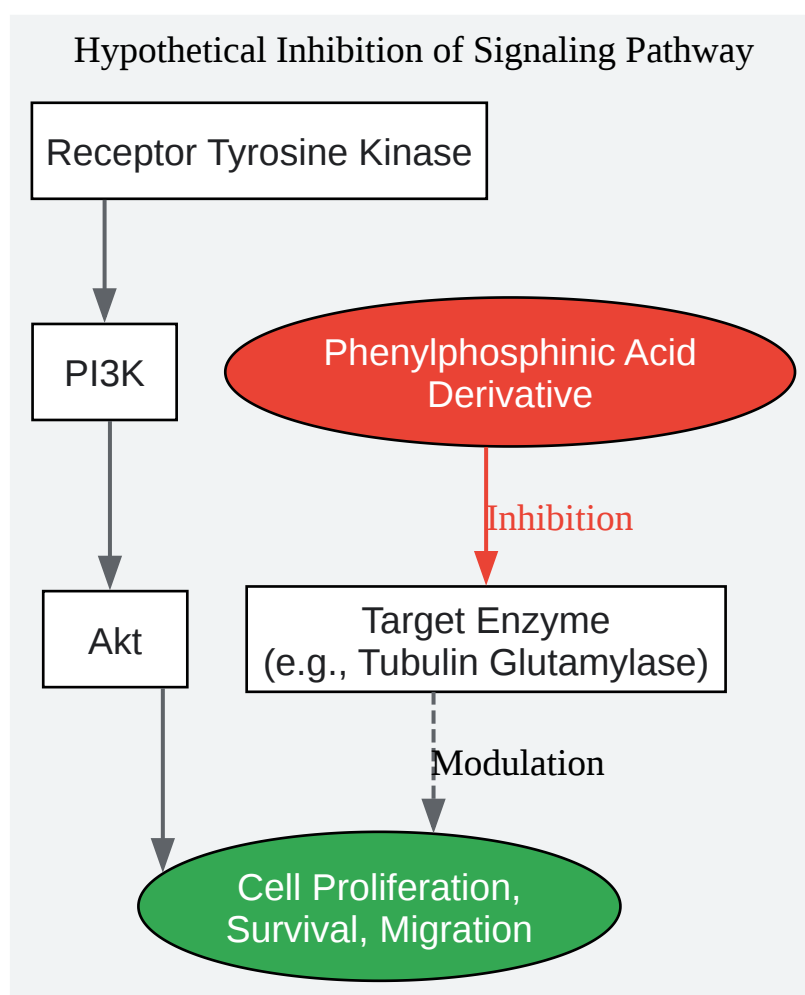 Hypothetical Inhibition of Signaling Pathway
Receptor Tyrosine Kinase
PI3K
Phenylphosphinic Acid
Derivative
Inhibition
Akt
Target Enzyme
(e.g., Tubulin Glutamylase)
Modulation
Cell Proliferation,
Survival, Migration